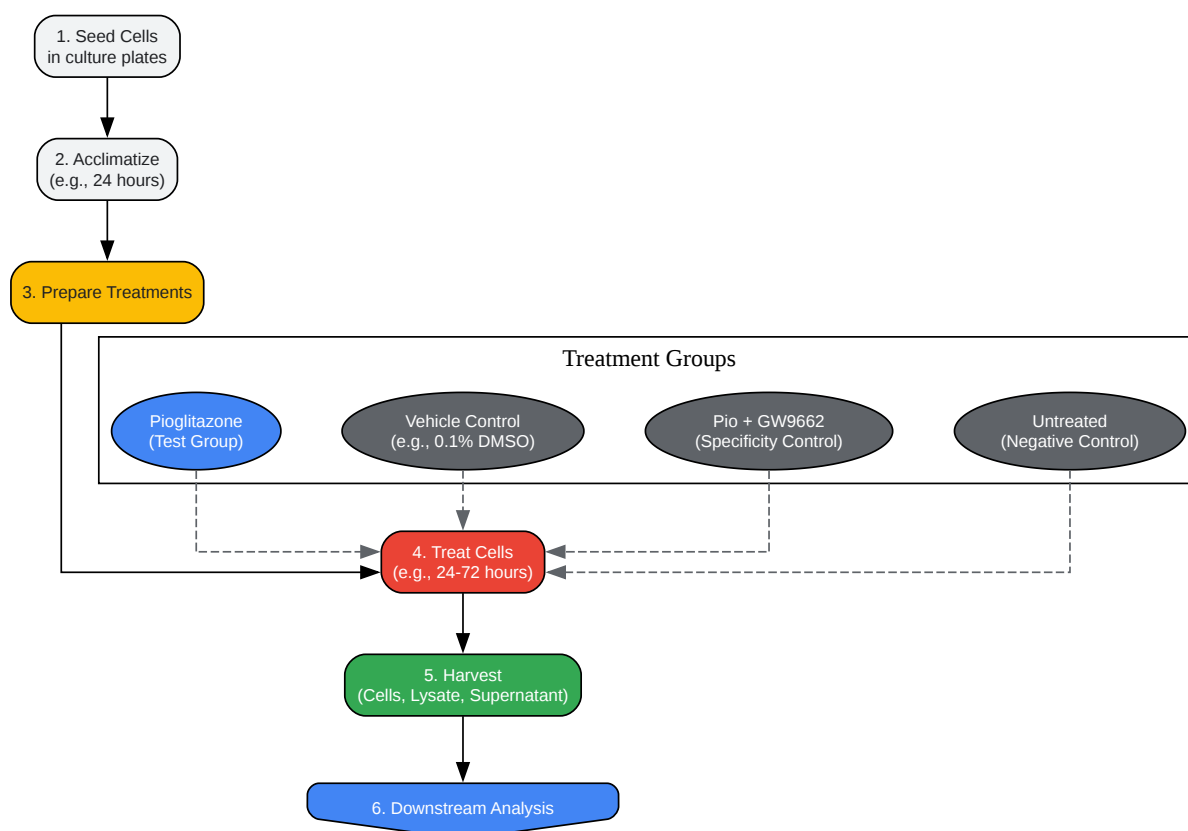 1. Seed Cells
in culture plates
2. Acclimatize
(e.g., 24 hours)
3. Prepare Treatments
Treatment Groups
Pioglitazone
(Test Group)
Vehicle Control
(e.g., 0.1% DMSO)
Pio + GW9662
(Specificity Control)
Untreated
(Negative Control)
4. Treat Cells
(e.g., 24-72 hours)
5. Harvest
(Cells, Lysate, Supernatant)
6. Downstream Analysis